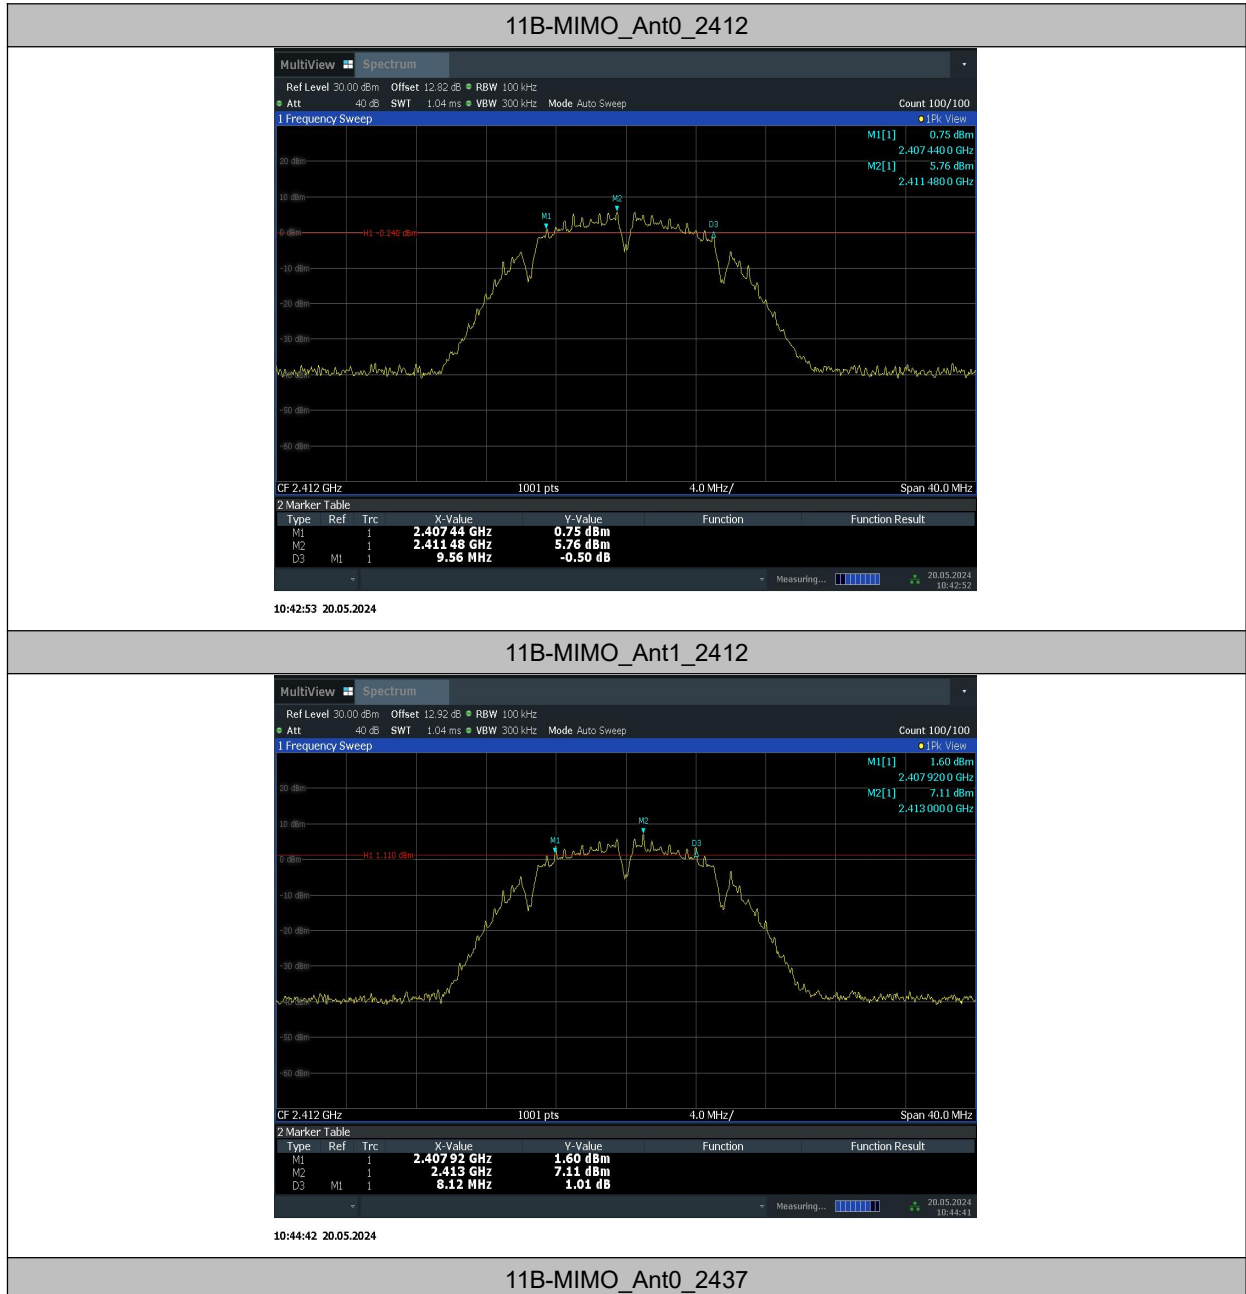 11B-MIMO_Ant0_2412
MultiView Spectrum
Ref Level 30.00 dBm Offset 12.82 dB RBW 100 kHz
Att 40 dB SWT 1.04 ms VBW 300 kHz Mode Auto Sweep Count 100/100
1 Frequency Sweep 1Pk View
M1[1] 0.75 dBm
2.407 440 0 GHz
M2[1] 5.76 dBm
2.411 480 0 GHz
20 dBm
10 dBm
M2
M1
D3
0 dBm
H1 -0.240 dBm
-10 dBm
-20 dBm
-30 dBm
-50 dBm
-60 dBm
CF 2.412 GHz 1001 pts 4.0 MHz/ Span 40.0 MHz
2 Marker Table
Type Ref Trc X-Value Y-Value Function Function Result
M1 1 2.407 44 GHz 0.75 dBm
M2 1 2.411 48 GHz 5.76 dBm
D3 M1 1 9.56 MHz -0.50 dB
Measuring... 20.05.2024
10:42:52
10:42:53 20.05.2024
11B-MIMO_Ant1_2412
MultiView Spectrum
Ref Level 30.00 dBm Offset 12.92 dB RBW 100 kHz
Att 40 dB SWT 1.04 ms VBW 300 kHz Mode Auto Sweep Count 100/100
1 Frequency Sweep 1Pk View
M1[1] 1.60 dBm
2.407 920 0 GHz
M2[1] 7.11 dBm
2.413 000 0 GHz
20 dBm
10 dBm
M2
M1
D3
0 dBm
H1 1.110 dBm
-10 dBm
-20 dBm
-30 dBm
-50 dBm
-60 dBm
CF 2.412 GHz 1001 pts 4.0 MHz/ Span 40.0 MHz
2 Marker Table
Type Ref Trc X-Value Y-Value Function Function Result
M1 1 2.407 92 GHz 1.60 dBm
M2 1 2.413 GHz 7.11 dBm
D3 M1 1 8.12 MHz 1.01 dB
Measuring... 20.05.2024
10:44:41
10:44:42 20.05.2024
11B-MIMO_Ant0_2437